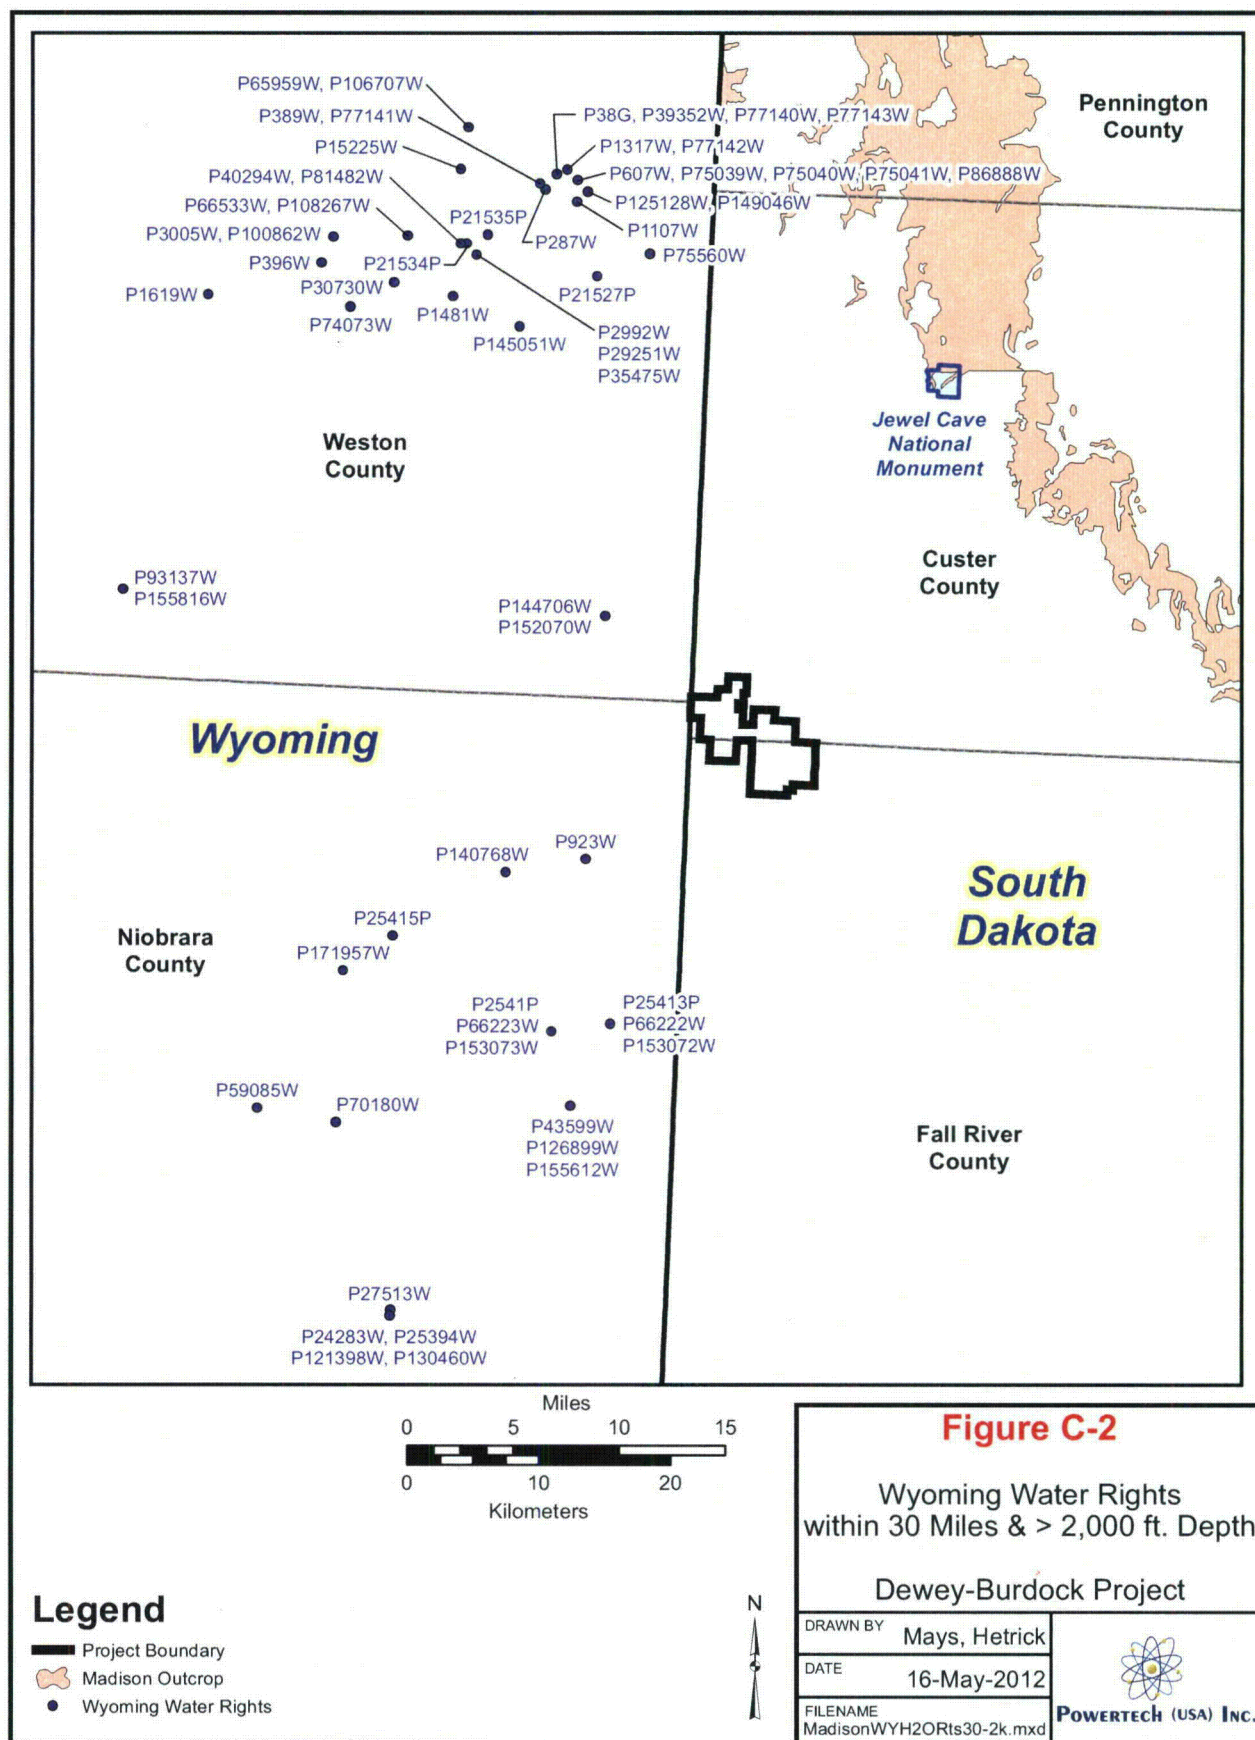 P65959W, P106707W
P389W, P77141W
P38G, P39352W, P77140W, P77143W
Pennington
County
P15225W
P1317W, P77142W
P40294W, P81482W
P607W, P75039W, P75040W, P75041W, P86888W
P66533W, P108267W
P125128W, P149046W
P21535P
P3005W, P100862W
P287W
P1107W
P396W
P21534P
P75560W
P1619W
P30730W
P21527P
P74073W
P1481W
P145051W
P2992W
P29251W
P35475W
Jewel Cave
National
Monument
Weston
County
Custer
County
P93137W
P155816W
P144706W
P152070W
Wyoming
P923W
P140768W
South
Dakota
P25415P
Niobrara
County
P171957W
P2541P
P66223W
P153073W
P25413P
P66222W
P153072W
P59085W
P70180W
P43599W
P126899W
P155612W
Fall River
County
P27513W
P24283W, P25394W
P121398W, P130460W
Miles
0 5 10 15
0 10 20
Kilometers
Figure C-2
Wyoming Water Rights
within 30 Miles & > 2,000 ft. Depth
Dewey-Burdock Project
Legend
Project Boundary
Madison Outcrop
Wyoming Water Rights
N
DRAWN BY Mays, Hetrick
DATE 16-May-2012
FILENAME
MadisonWYH2ORts30-2k.mxd
POWERTECH (USA) INC.